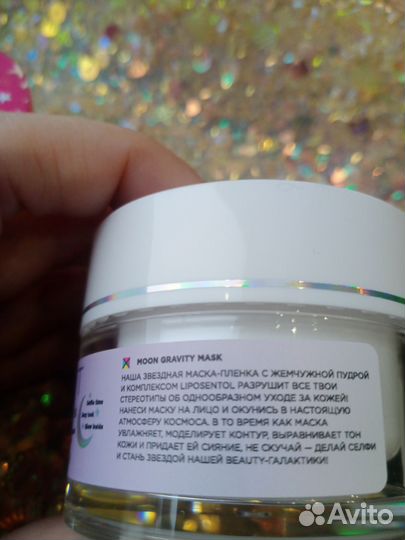 MOON GRAVITY MASK
НАША ЗВЕЗДНАЯ МАСКА-ПЛЕНКА С ЖЕМЧУЖНОЙ ПУДРОЙ
И КОМПЛЕКСОМ LIPOSENTOL РАЗРУШИТ ВСЕ ТВОИ
СТЕРЕОТИПЫ ОБ ОДНООБРАЗНОМ УХОДЕ ЗА КОЖЕЙ!
НАНЕСИ МАСКУ НА ЛИЦО И ОКУНИСЬ В НАСТОЯЩУЮ
АТМОСФЕРУ КОСМОСА. В ТО ВРЕМЯ КАК МАСКА
УВЛАЖНЯЕТ, МОДЕЛИРУЕТ КОНТУР, ВЫРАВНИВАЕТ ТОН
КОЖИ И ПРИДАЕТ ЕЙ СИЯНИЕ, НЕ СКУЧАЙ — ДЕЛАЙ СЕЛФИ
И СТАНЬ ЗВЕЗДОЙ НАШЕЙ BEAUTY-ГАЛАКТИКИ!
Selfie time
Avito